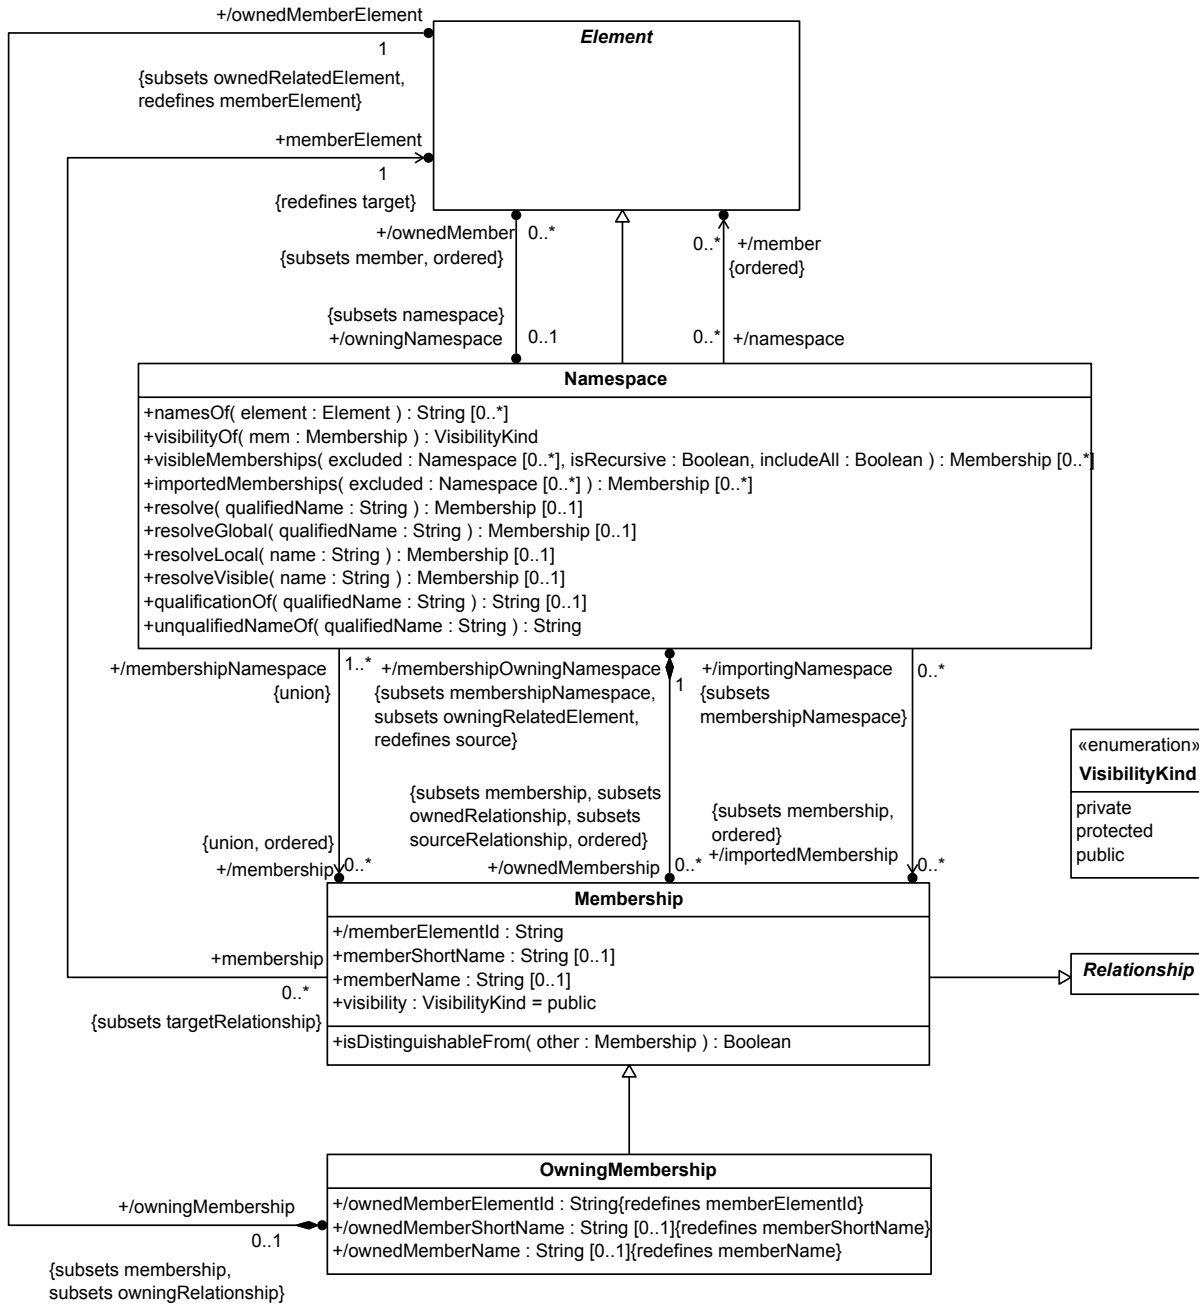 +/ownedMemberElement
1
{subsets ownedRelatedElement,
redefines memberElement}
Element
+memberElement
1
{redefines target}
+/ownedMember
{subsets member, ordered}
0..*
0..*
+/member
{ordered}
{subsets namespace}
+/owningNamespace
0..1
0..*
+/namespace
Namespace
+namesOf( element : Element ) : String [0..*]
+visibilityOf( mem : Membership ) : VisibilityKind
+visibleMemberships( excluded : Namespace [0..*], isRecursive : Boolean, includeAll : Boolean ) : Membership [0..*]
+importedMemberships( excluded : Namespace [0..*] ) : Membership [0..*]
+resolve( qualifiedName : String ) : Membership [0..1]
+resolveGlobal( qualifiedName : String ) : Membership [0..1]
+resolveLocal( name : String ) : Membership [0..1]
+resolveVisible( name : String ) : Membership [0..1]
+qualificationOf( qualifiedName : String ) : String [0..1]
+unqualifiedNameOf( qualifiedName : String ) : String
+/membershipNamespace
{union}
1..*
+/membershipOwningNamespace
{subsets membershipNamespace,
subsets owningRelatedElement,
redefines source}
1
+/importingNamespace
{subsets
membershipNamespace}
0..*
«enumeration»
VisibilityKind
private
protected
public
{union, ordered}
+/membership
0..*
{subsets membership, subsets
ownedRelationship, subsets
sourceRelationship, ordered}
+/ownedMembership
0..*
{subsets membership,
ordered}
+/importedMembership
0..*
Membership
+/memberElementId : String
+memberShortName : String [0..1]
+memberName : String [0..1]
+visibility : VisibilityKind = public
+isDistinguishableFrom( other : Membership ) : Boolean
+membership
0..*
{subsets targetRelationship}
Relationship
OwningMembership
+/ownedMemberElementId : String{redefines memberElementId}
+/ownedMemberShortName : String [0..1]{redefines memberShortName}
+/ownedMemberName : String [0..1]{redefines memberName}
+/owningMembership
0..1
{subsets membership,
subsets owningRelationship}